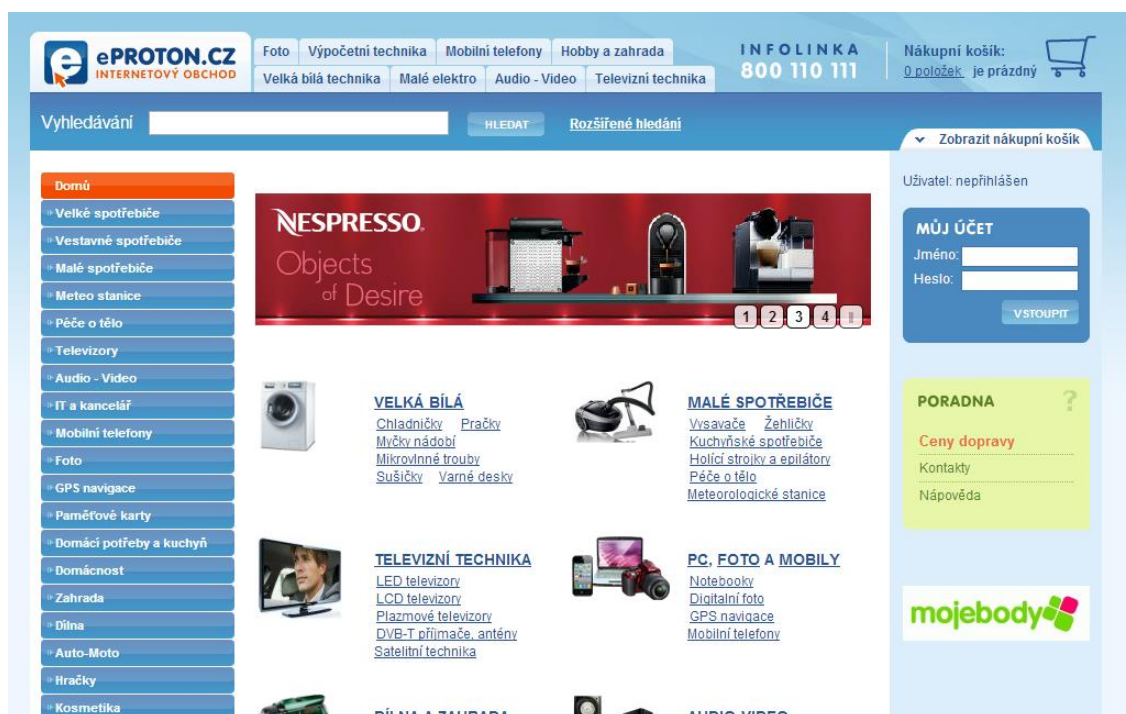 ePROTON.CZ
INTERNETOVÝ OBCHOD
Foto Výpočetní technika Mobilní telefony Hobby a zahrada
Velká bílá technika Malé elektro Audio - Video Televizní technika
INFOLINKA
800 110 111
Nákupní košík:
0 položek je prázdný
Vyhledávání HLEDAT Rozšířené hledání
Zobrazit nákupní košík
Domů
Velké spotřebiče
Vestavné spotřebiče
Malé spotřebiče
Meteo stanice
Péče o tělo
Televizory
Audio - Video
IT a kancelář
Mobilní telefony
Foto
GPS navigace
Paměťové karty
Domácí potřeby a kuchyň
Domácnost
Zahrada
Dílna
Auto-Moto
Hračky
Kosmetika
NESPRESSO.
Objects
of Desire
1 2 3 4 ||
VELKÁ BÍLÁ
Chladničky Pračky
Myčky nádobí
Mikrovlnné trouby
Sušičky Varné desky
MALÉ SPOTŘEBIČE
Vysavače Žehličky
Kuchyňské spotřebiče
Holící strojky a epilátory
Péče o tělo
Meteorologické stanice
TELEVIZNÍ TECHNIKA
LED televizory
LCD televizory
Plazmové televizory
DVB-T příjmače, antény
Satelitní technika
PC, FOTO A MOBILY
Notebooky
Digitalní foto
GPS navigace
Mobilní telefony
DÍLNA A ZAHRADA
AUDIO-VIDEO
Uživatel: nepřihlášen
MŮJ ÚČET
Jméno:
Heslo:
VSTOUPIT
PORADNA ?
Ceny dopravy
Kontakty
Nápověda
mojebody